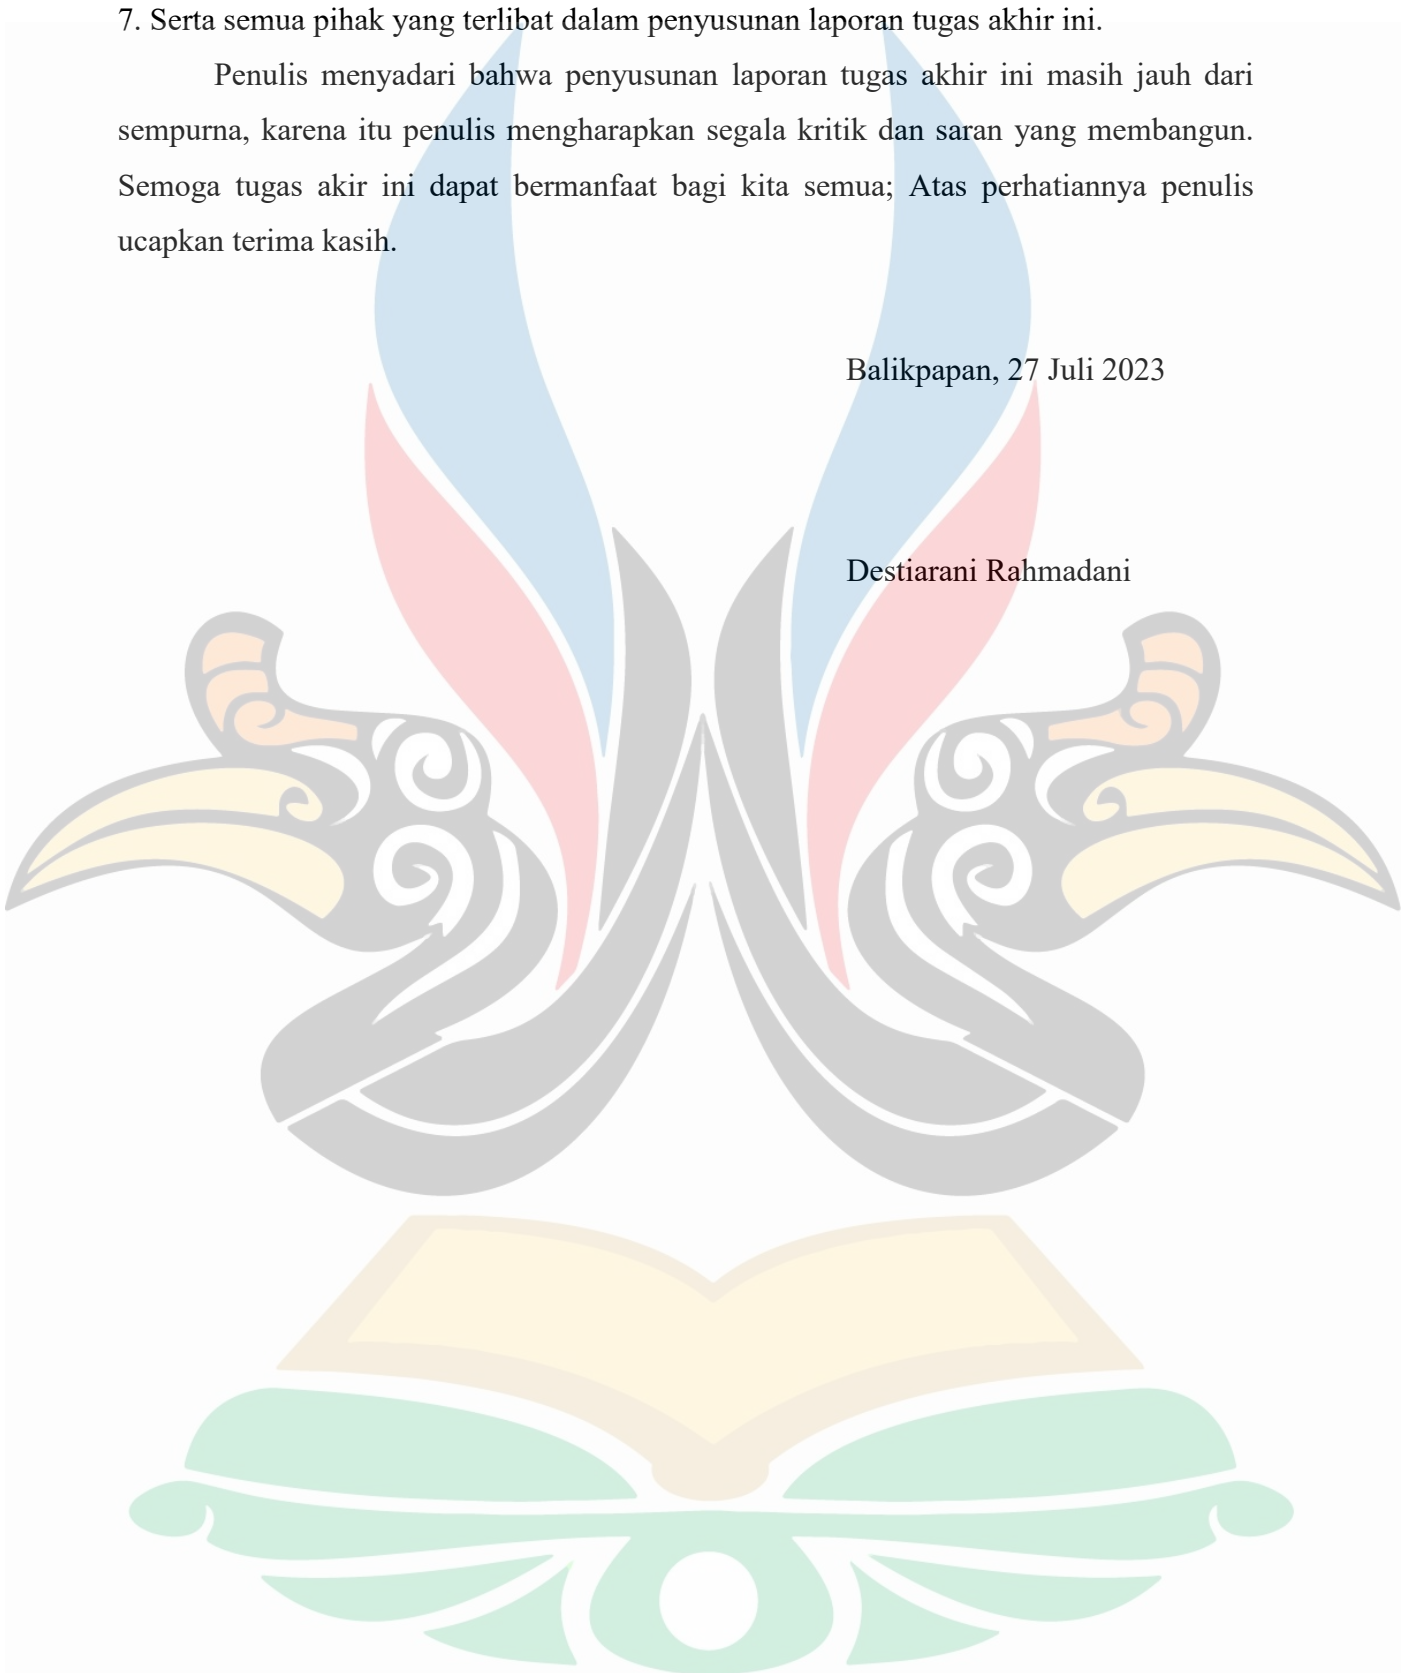 7. Serta semua pihak yang terlibat dalam penyusunan laporan tugas akhir ini.
Penulis menyadari bahwa penyusunan laporan tugas akhir ini masih jauh dari
sempurna, karena itu penulis mengharapkan segala kritik dan saran yang membangun.
Semoga tugas akir ini dapat bermanfaat bagi kita semua; Atas perhatiannya penulis
ucapkan terima kasih.
Balikpapan, 27 Juli 2023
Destiarani Rahmadani